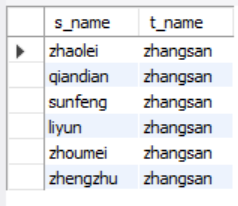 s_name t_name
zhaolei zhangsan
qiandian zhangsan
sunfeng zhangsan
liyun zhangsan
zhoumei zhangsan
zhengzhu zhangsan